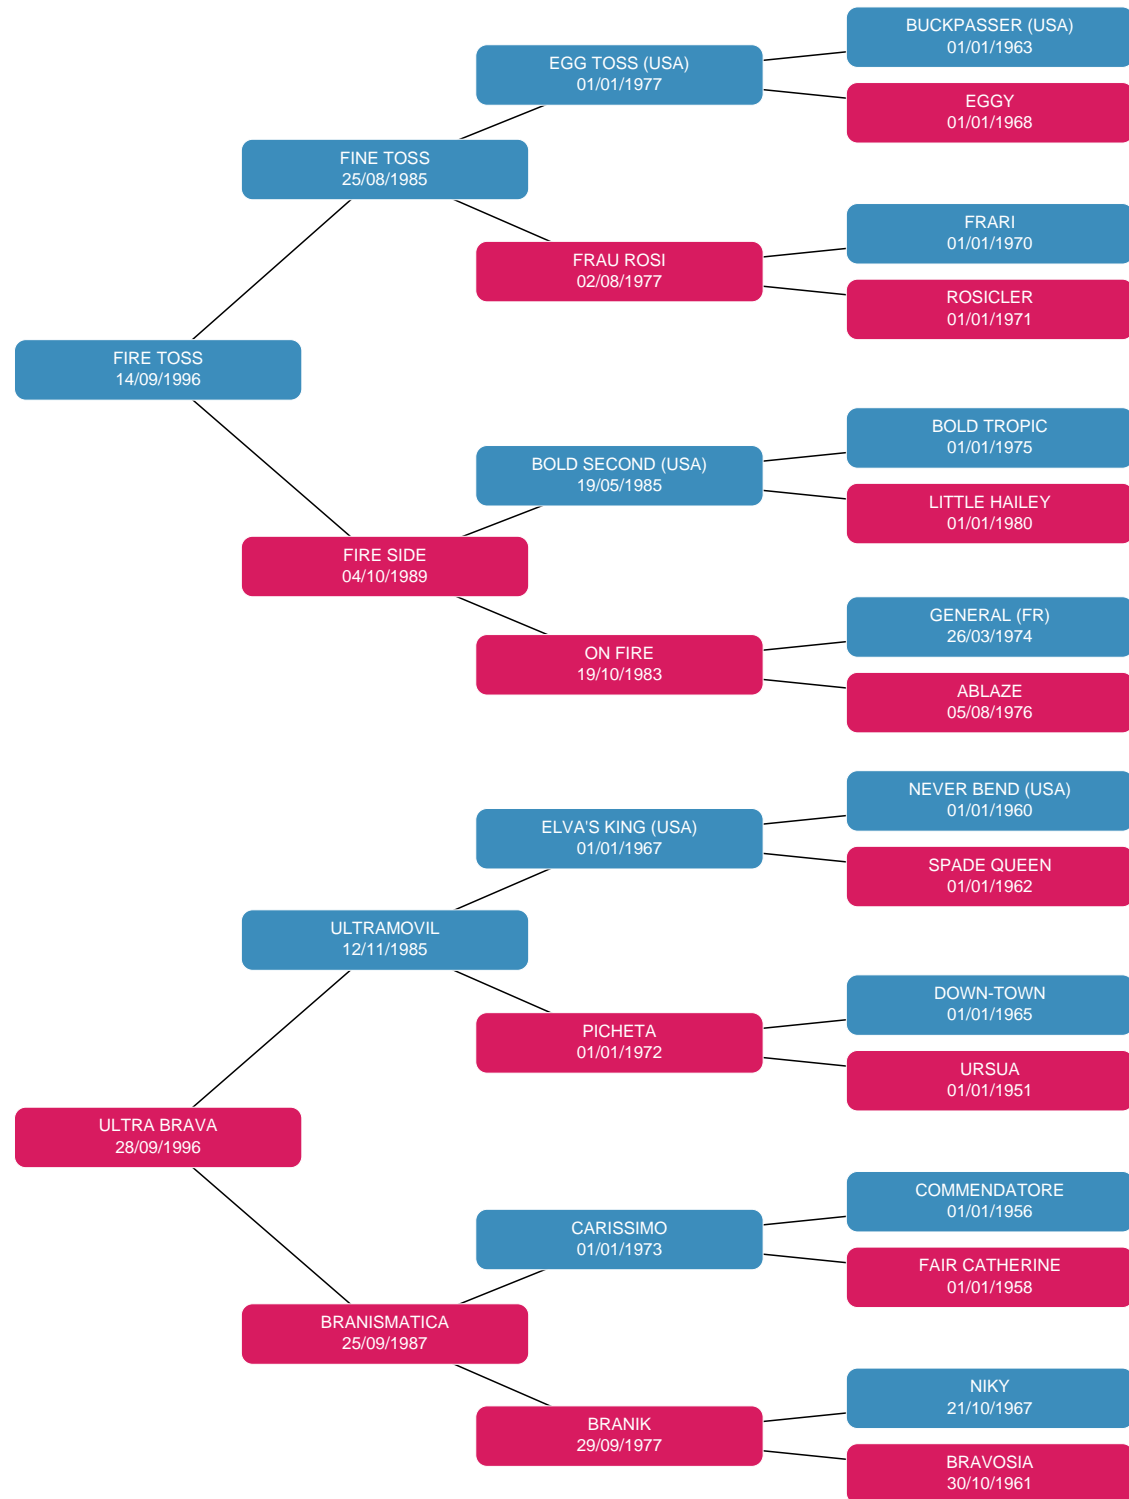 BUCKPASSER (USA)
01/01/1963
EGG TOSS (USA)
01/01/1977
EGGY
01/01/1968
FINE TOSS
25/08/1985
FRARI
01/01/1970
FRAU ROSI
02/08/1977
ROSICLER
01/01/1971
FIRE TOSS
14/09/1996
BOLD TROPIC
01/01/1975
BOLD SECOND (USA)
19/05/1985
LITTLE HAILEY
01/01/1980
FIRE SIDE
04/10/1989
GENERAL (FR)
26/03/1974
ON FIRE
19/10/1983
ABLAZE
05/08/1976
NEVER BEND (USA)
01/01/1960
ELVA'S KING (USA)
01/01/1967
SPADE QUEEN
01/01/1962
ULTRAMOVIL
12/11/1985
DOWN-TOWN
01/01/1965
PICHETA
01/01/1972
URSUA
01/01/1951
ULTRA BRAVA
28/09/1996
COMMENDATORE
01/01/1956
CARISSIMO
01/01/1973
FAIR CATHERINE
01/01/1958
BRANISMATICA
25/09/1987
NIKY
21/10/1967
BRANIK
29/09/1977
BRAVOSIA
30/10/1961